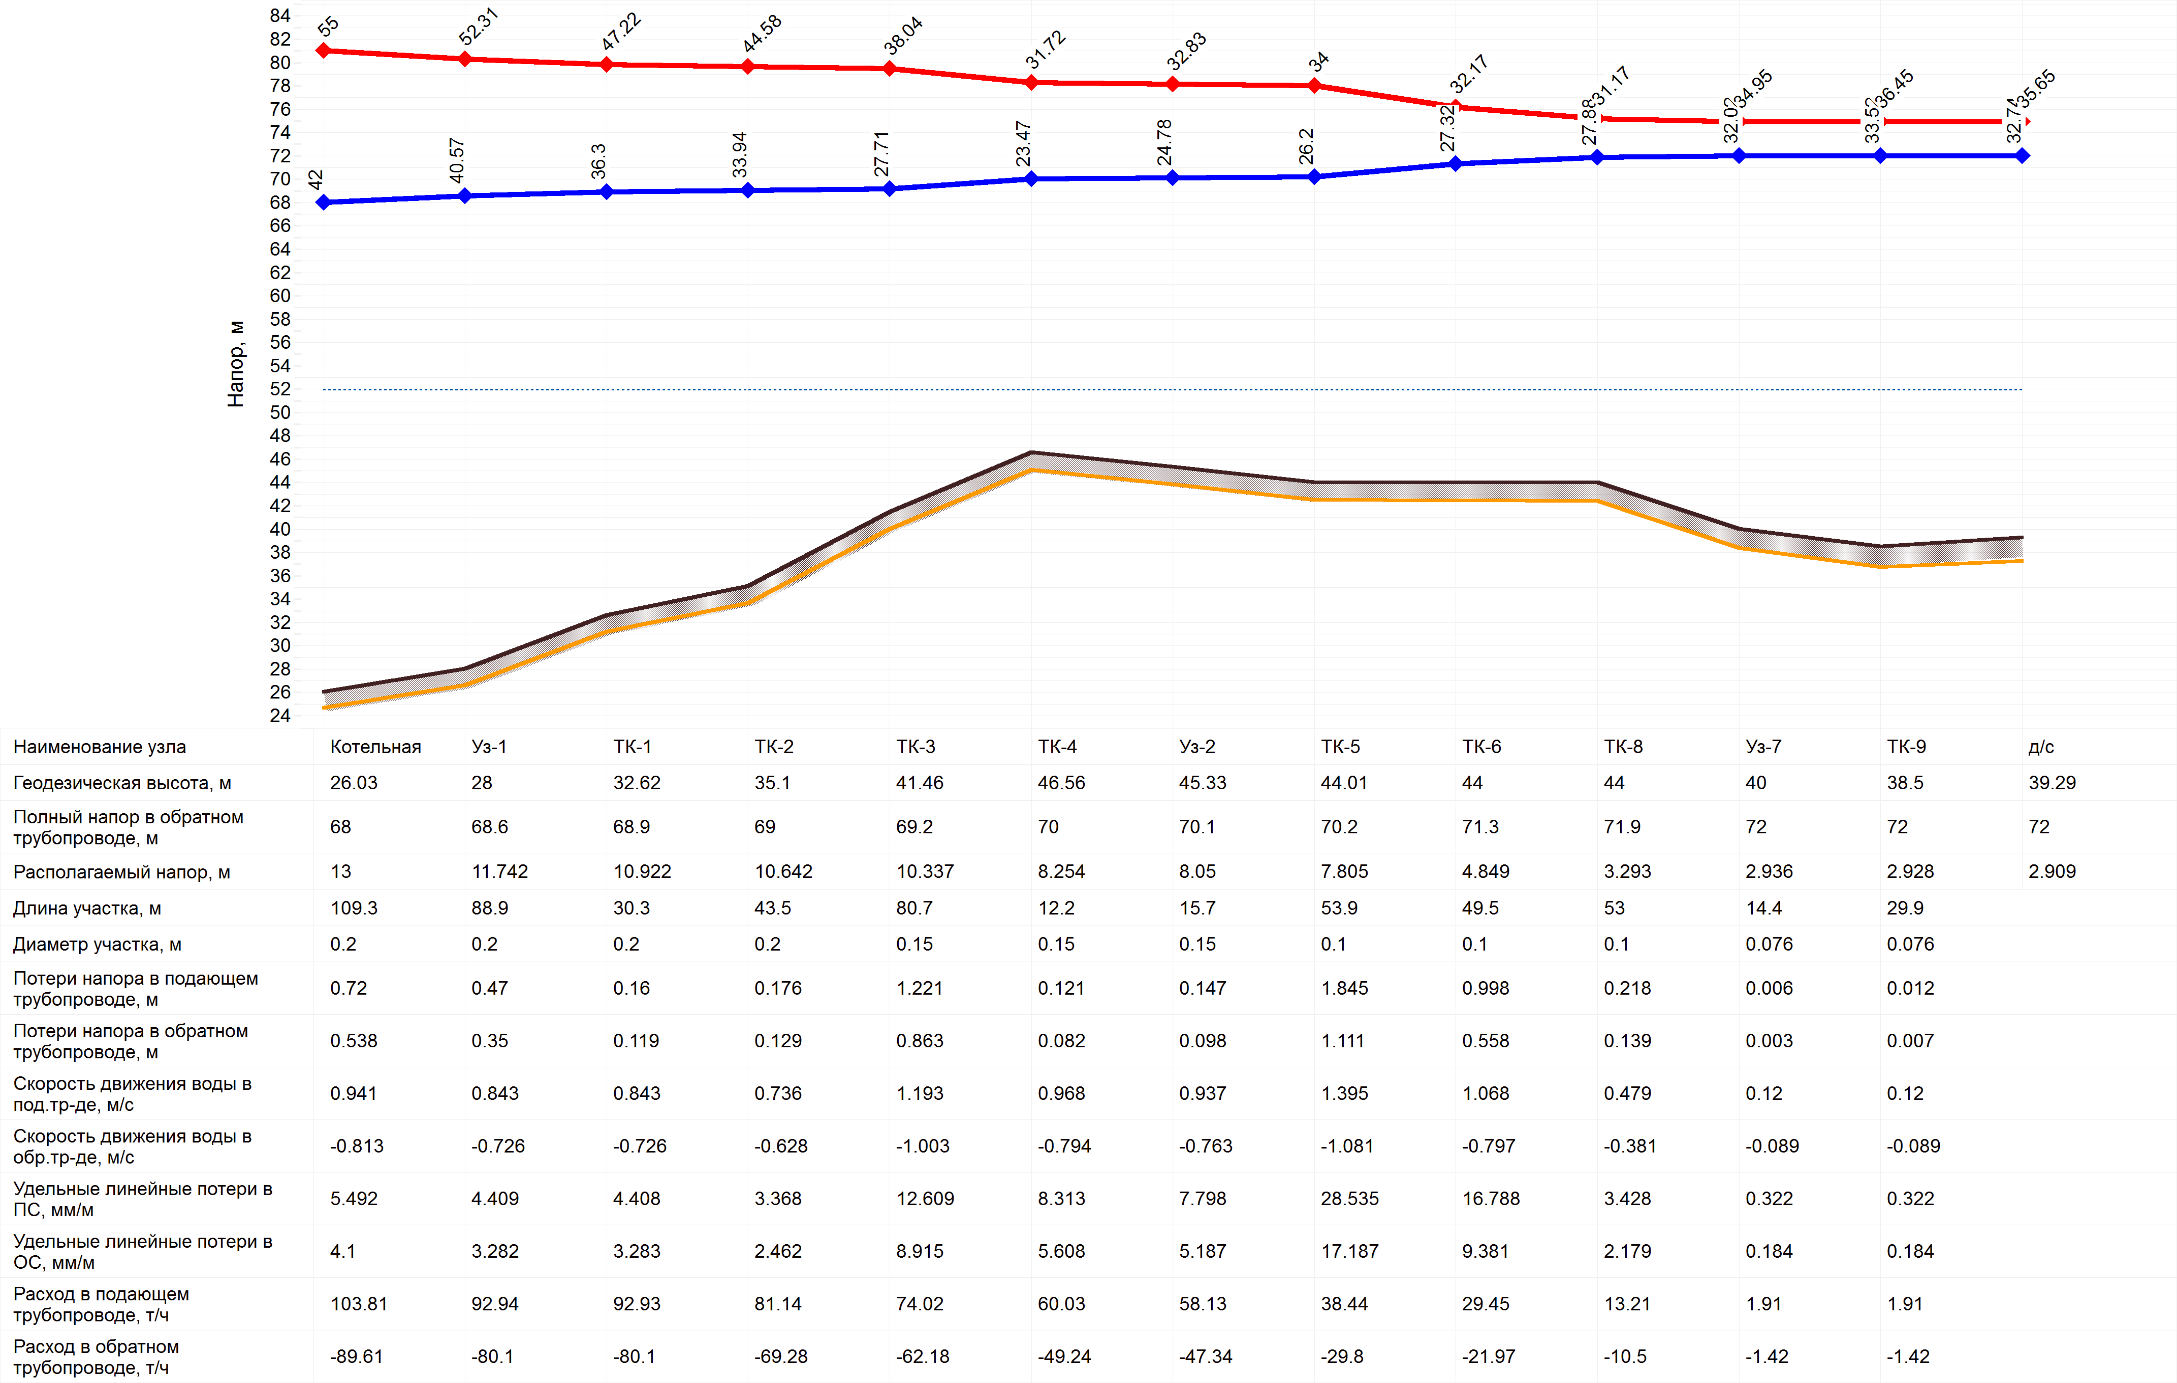 84
82
80
78
76
74
72
70
68
66
64
62
60
58
56
54
52
50
48
46
44
42
40
38
36
34
32
30
28
26
24
Напор, м
55
52.31
47.22
44.58
38.04
31.72
32.83
34
32.17
31.17
34.95
36.45
35.65
42
40.57
36.3
33.94
27.71
23.47
24.78
26.2
27.32
27.88
32.02
33.52
32.74
Наименование узла Котельная Уз-1 ТК-1 ТК-2 ТК-3 ТК-4 Уз-2 ТК-5 ТК-6 ТК-8 Уз-7 ТК-9 д/с
Геодезическая высота, м 26.03 28 32.62 35.1 41.46 46.56 45.33 44.01 44 44 40 38.5 39.29
Полный напор в обратном
трубопроводе, м 68 68.6 68.9 69 69.2 70 70.1 70.2 71.3 71.9 72 72 72
Располагаемый напор, м 13 11.742 10.922 10.642 10.337 8.254 8.05 7.805 4.849 3.293 2.936 2.928 2.909
Длина участка, м 109.3 88.9 30.3 43.5 80.7 12.2 15.7 53.9 49.5 53 14.4 29.9
Диаметр участка, м 0.2 0.2 0.2 0.2 0.15 0.15 0.15 0.1 0.1 0.1 0.076 0.076
Потери напора в подающем
трубопроводе, м 0.72 0.47 0.16 0.176 1.221 0.121 0.147 1.845 0.998 0.218 0.006 0.012
Потери напора в обратном
трубопроводе, м 0.538 0.35 0.119 0.129 0.863 0.082 0.098 1.111 0.558 0.139 0.003 0.007
Скорость движения воды в
под.тр-де, м/с 0.941 0.843 0.843 0.736 1.193 0.968 0.937 1.395 1.068 0.479 0.12 0.12
Скорость движения воды в
обр.тр-де, м/с -0.813 -0.726 -0.726 -0.628 -1.003 -0.794 -0.763 -1.081 -0.797 -0.381 -0.089 -0.089
Удельные линейные потери в
ПС, мм/м 5.492 4.409 4.408 3.368 12.609 8.313 7.798 28.535 16.788 3.428 0.322 0.322
Удельные линейные потери в
ОС, мм/м 4.1 3.282 3.283 2.462 8.915 5.608 5.187 17.187 9.381 2.179 0.184 0.184
Расход в подающем
трубопроводе, т/ч 103.81 92.94 92.93 81.14 74.02 60.03 58.13 38.44 29.45 13.21 1.91 1.91
Расход в обратном
трубопроводе, т/ч -89.61 -80.1 -80.1 -69.28 -62.18 -49.24 -47.34 -29.8 -21.97 -10.5 -1.42 -1.42